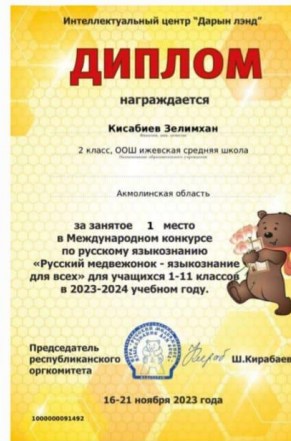 Интеллектуальный центр "Дарын лэнд"
ДИПЛОМ
награждается
Кисабиев Зелимхан
2 класс, ООШ ижевская средняя школа
Акмолинская область
за занятое 1 место
в Международном конкурсе
по русскому языкознанию
«Русский медвежонок - языкознание
для всех» для учащихся 1-11 классов
в 2023-2024 учебном году.
Председатель
республиканского
оргкомитета
Ш.Кирабаев
16-21 ноября 2023 года
1000000091492